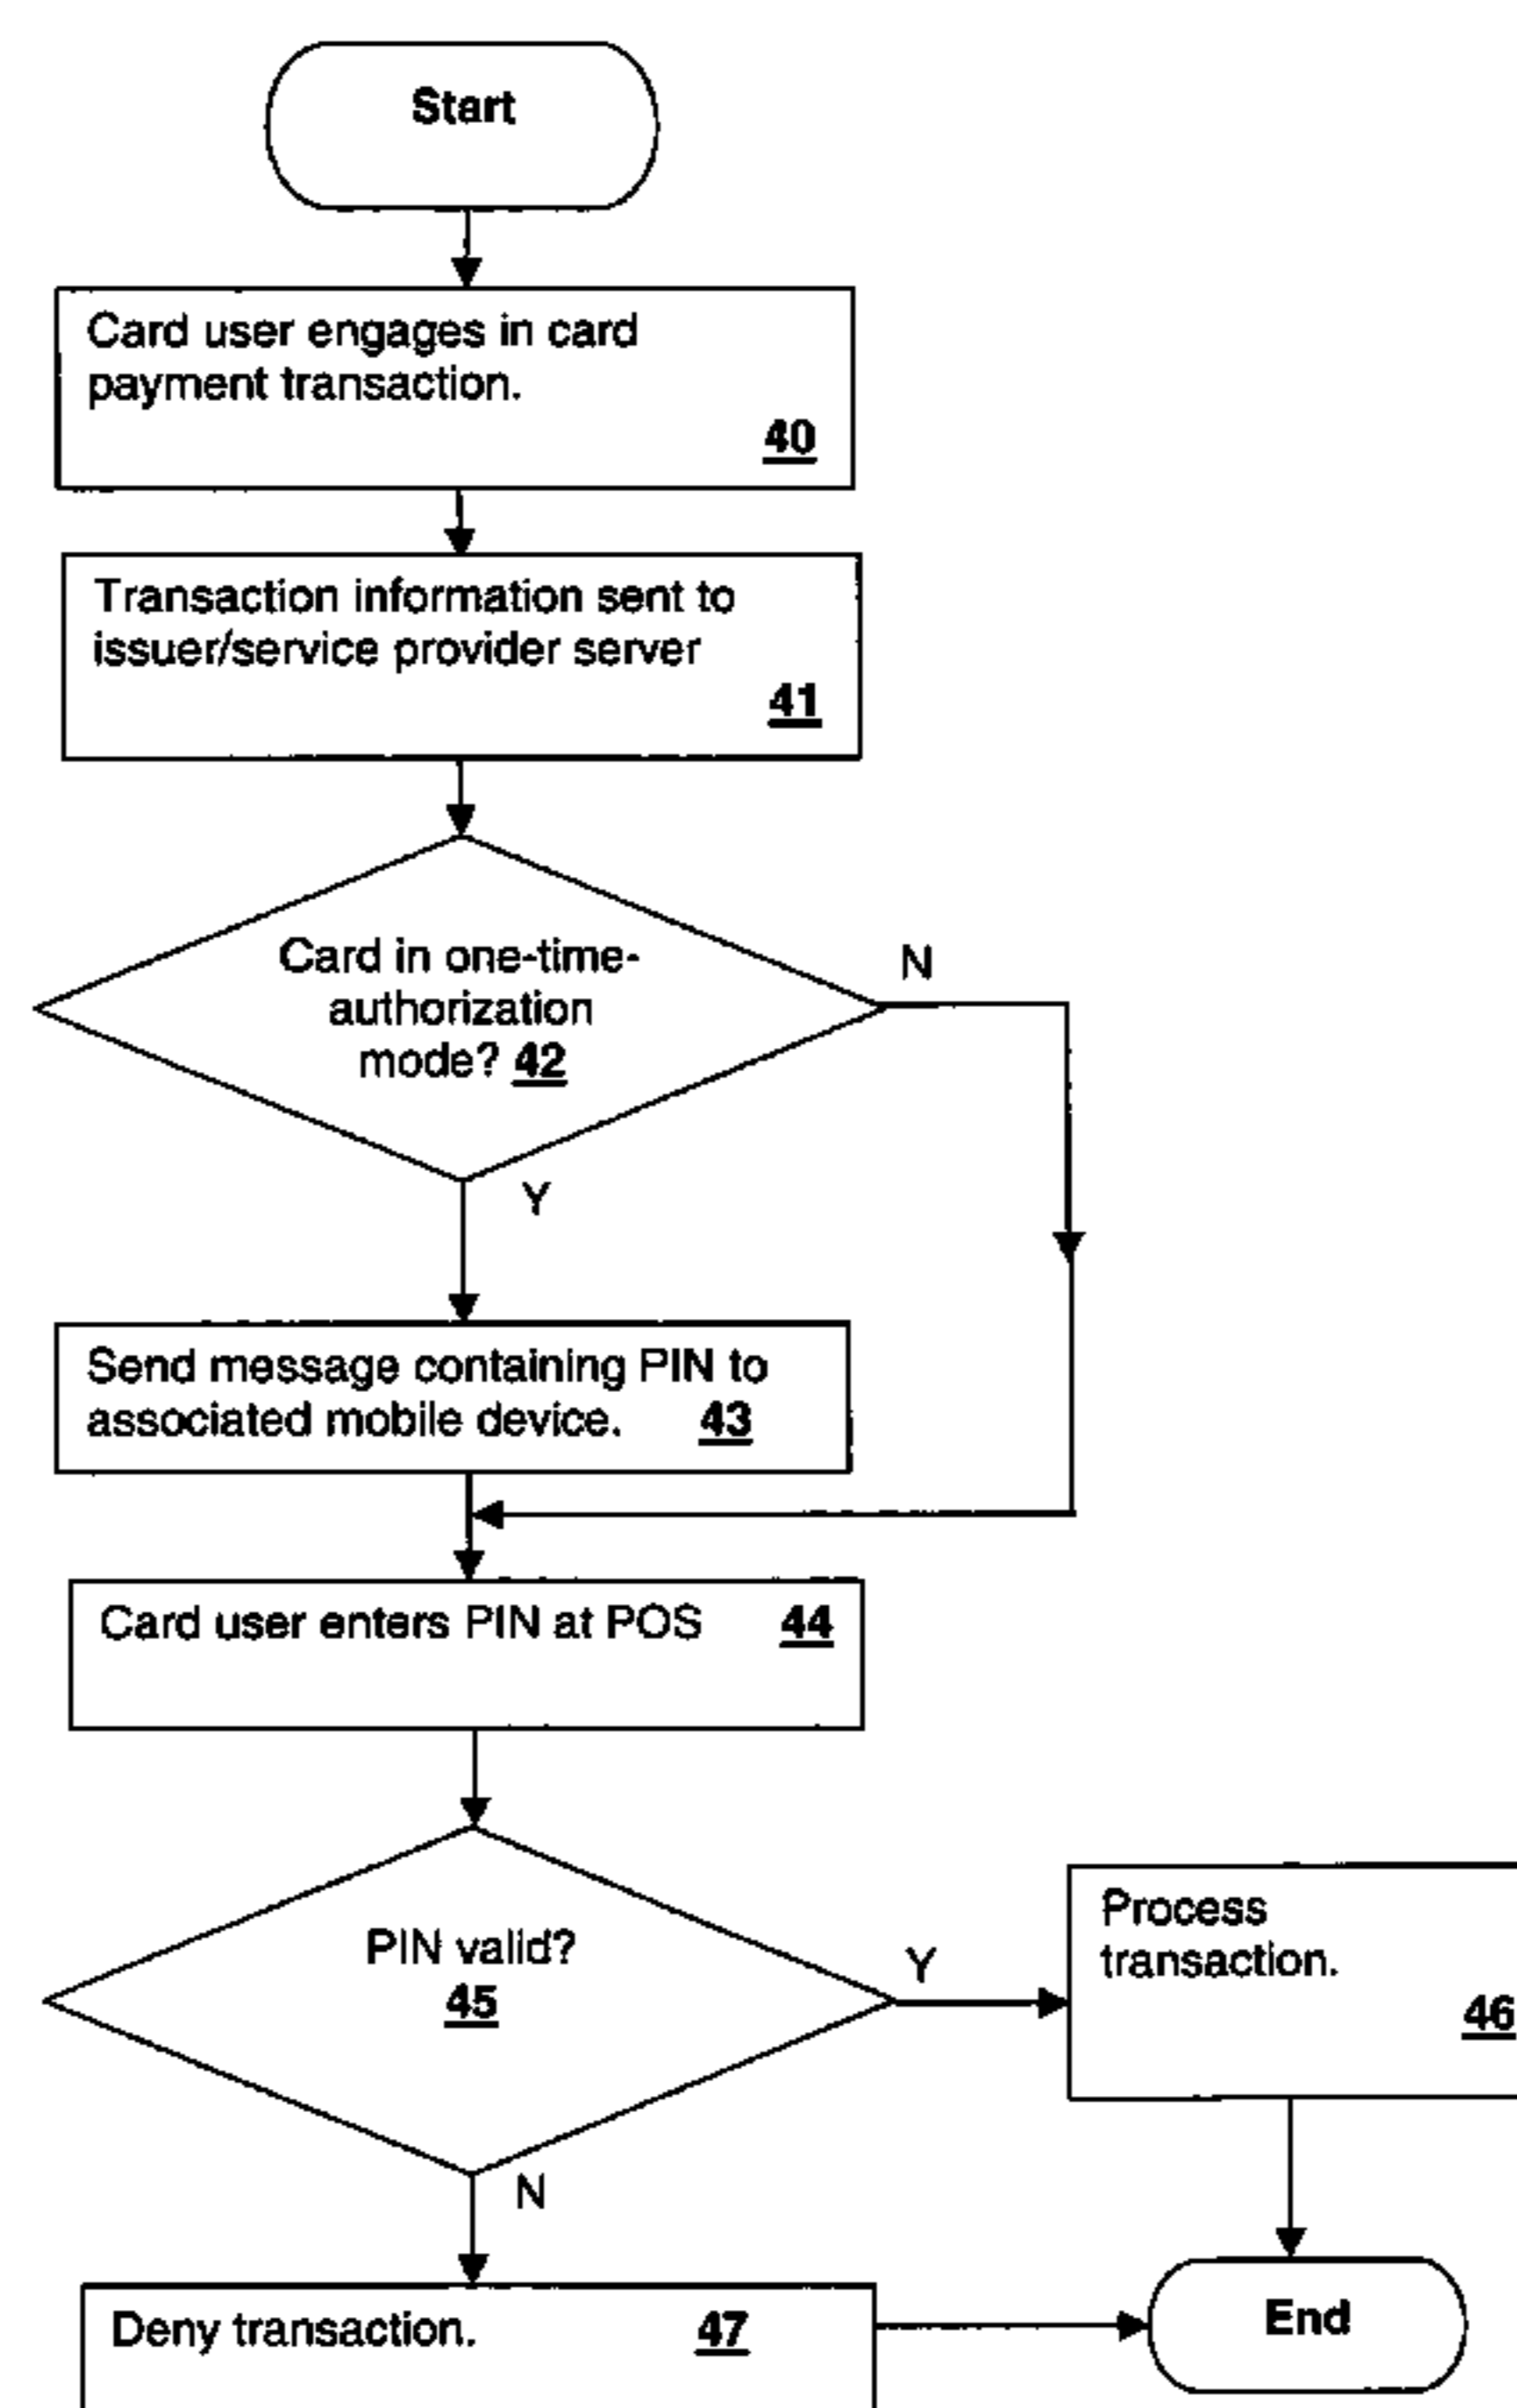 Start
Card user engages in card
payment transaction.
40
Transaction information sent to
issuer/service provider server
41
Card in one-time-
authorization
mode? 42
N
Y
Send message containing PIN to
associated mobile device. 43
Card user enters PIN at POS 44
PIN valid?
45
Y
Process
transaction.
46
N
Deny transaction. 47
End